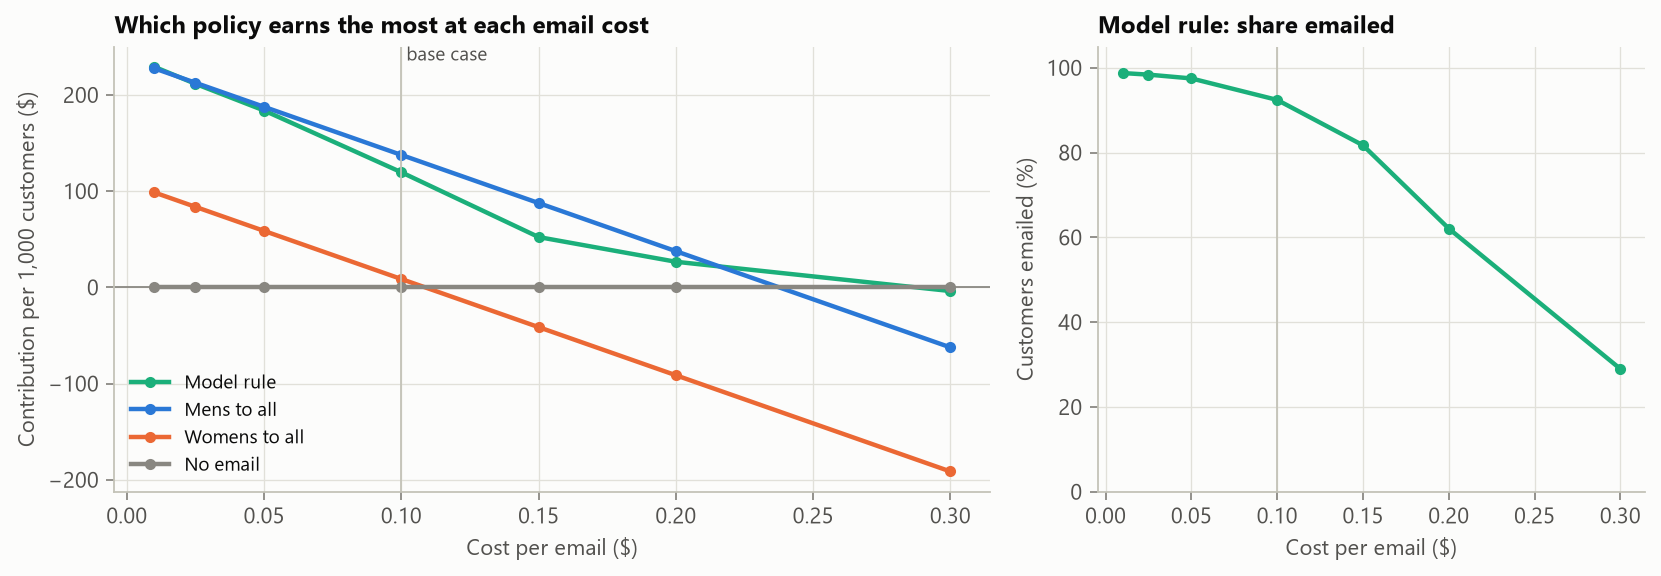 Which policy earns the most at each email cost
base case
Contribution per 1,000 customers ($)
200
100
0
−100
−200
Model rule
Mens to all
Womens to all
No email
0.00 0.05 0.10 0.15 0.20 0.25 0.30
Cost per email ($)
Model rule: share emailed
Customers emailed (%)
100
80
60
40
20
0
0.00 0.05 0.10 0.15 0.20 0.25 0.30
Cost per email ($)